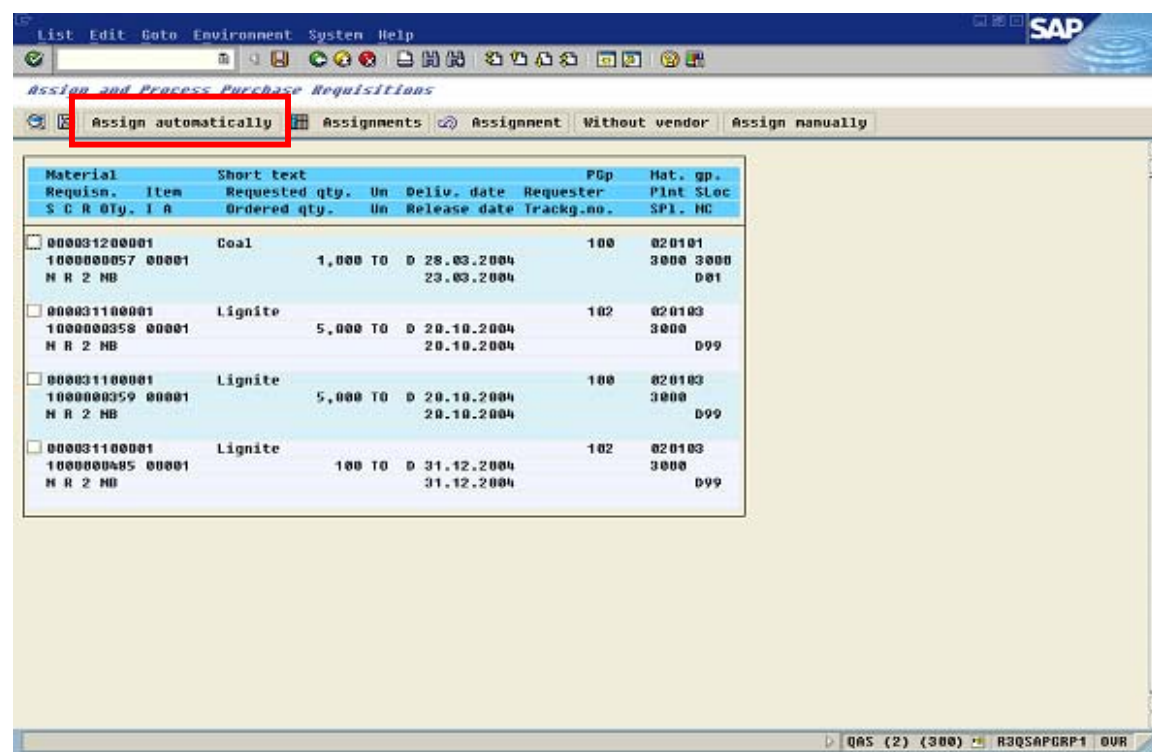 List Edit Goto Environment System Help
SAP
Assign and Process Purchase Requisitions
Assign automatically Assignments Assignment Without vendor Assign manually
Material Short text PGp Mat. gp.
Requisn. Item Requested qty. Un Deliv. date Requester Plnt SLoc
S C R OTy. I A Ordered qty. Un Release date Trackg.no. SPl. MC
000031200001 Coal 100 020101
1000000057 00001 1,000 TO D 28.03.2004 3000 3000
N R 2 NB 23.03.2004 D01
000031100001 Lignite 102 020103
1000000358 00001 5,000 TO D 20.10.2004 3000
N R 2 NB 20.10.2004 D99
000031100001 Lignite 100 020103
1000000359 00001 5,000 TO D 20.10.2004 3000
N R 2 NB 20.10.2004 D99
000031100001 Lignite 102 020103
1000000485 00001 100 TO D 31.12.2004 3000
N R 2 NB 31.12.2004 D99
QAS (2) (300) R3QSAPGRP1 OVR